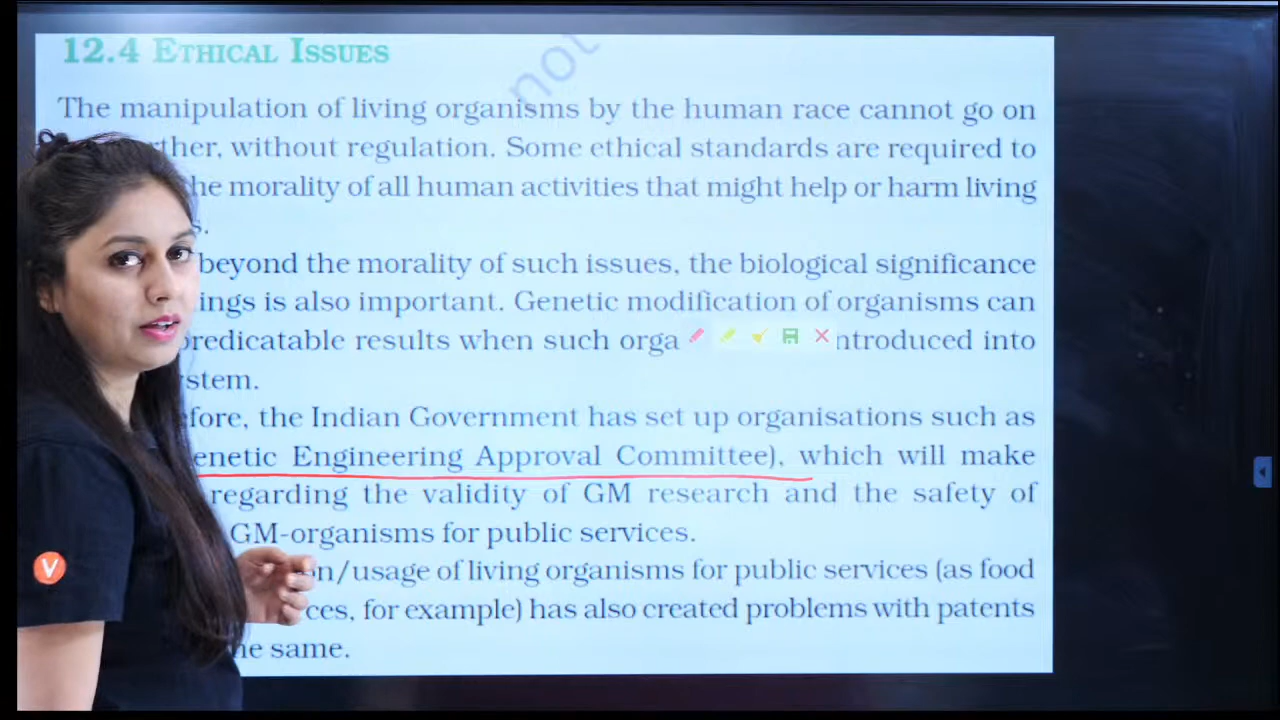 12.4 ETHICAL ISSUES
not
The manipulation of living organisms by the human race cannot go on
rther, without regulation. Some ethical standards are required to
he morality of all human activities that might help or harm living
s.
beyond the morality of such issues, the biological significance
ings is also important. Genetic modification of organisms can
predicatable results when such orga ntroduced into
stem.
efore, the Indian Government has set up organisations such as
enetic Engineering Approval Committee), which will make
regarding the validity of GM research and the safety of
GM-organisms for public services.
on/usage of living organisms for public services (as food
ces, for example) has also created problems with patents
he same.
V